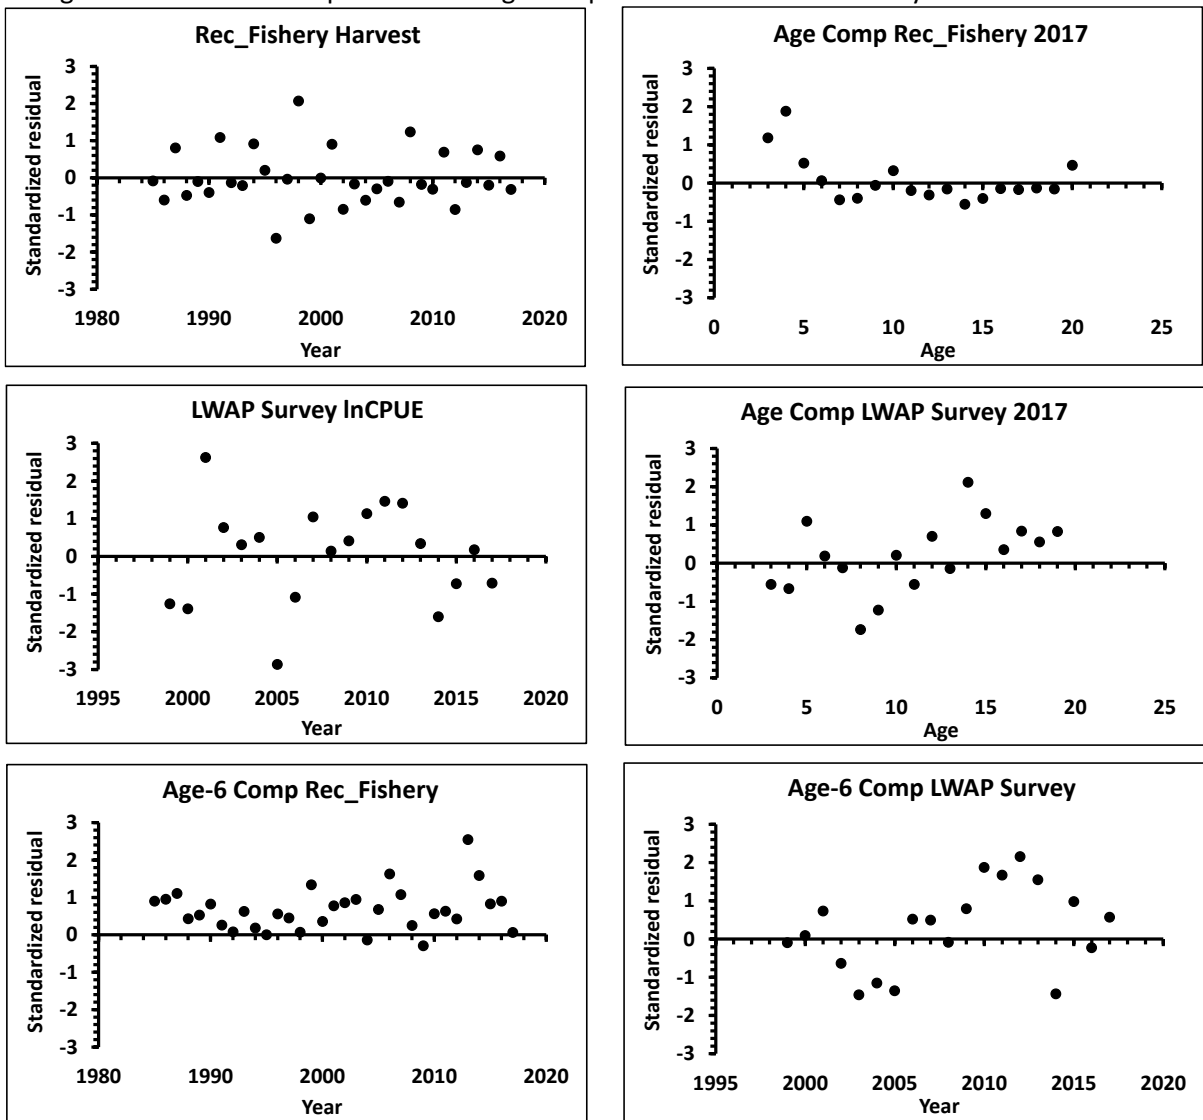 Rec_Fishery Harvest
Standardized residual
3
2
1
0
-1
-2
-3
1980 1990 2000 2010 2020
Year
Age Comp Rec_Fishery 2017
Standardized residual
3
2
1
0
-1
-2
-3
0 5 10 15 20 25
Age
LWAP Survey lnCPUE
Standardized residual
3
2
1
0
-1
-2
-3
1995 2000 2005 2010 2015 2020
Year
Age Comp LWAP Survey 2017
Standardized residual
3
2
1
0
-1
-2
-3
0 5 10 15 20 25
Age
Age-6 Comp Rec_Fishery
Standardized residual
3
2
1
0
-1
-2
-3
1980 1990 2000 2010 2020
Year
Age-6 Comp LWAP Survey
Standardized residual
3
2
1
0
-1
-2
-3
1995 2000 2005 2010 2015 2020
Year